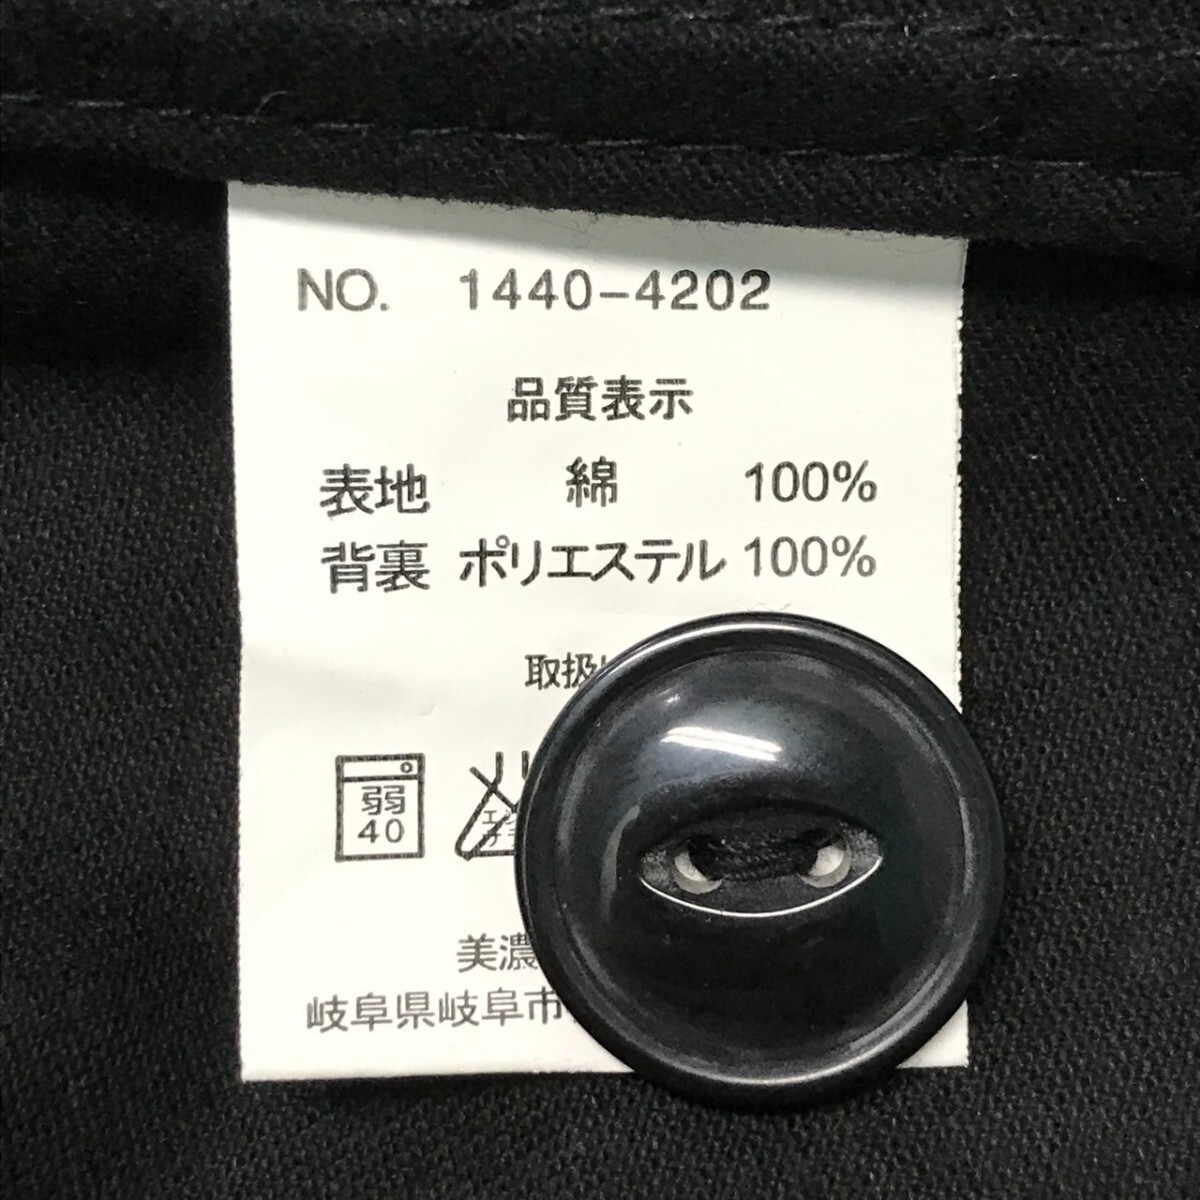 NO. 1440-4202
品質表示
表地 綿 100%
背裏 ポリエステル 100%
取扱
弱
40
美濃
岐阜県岐阜市